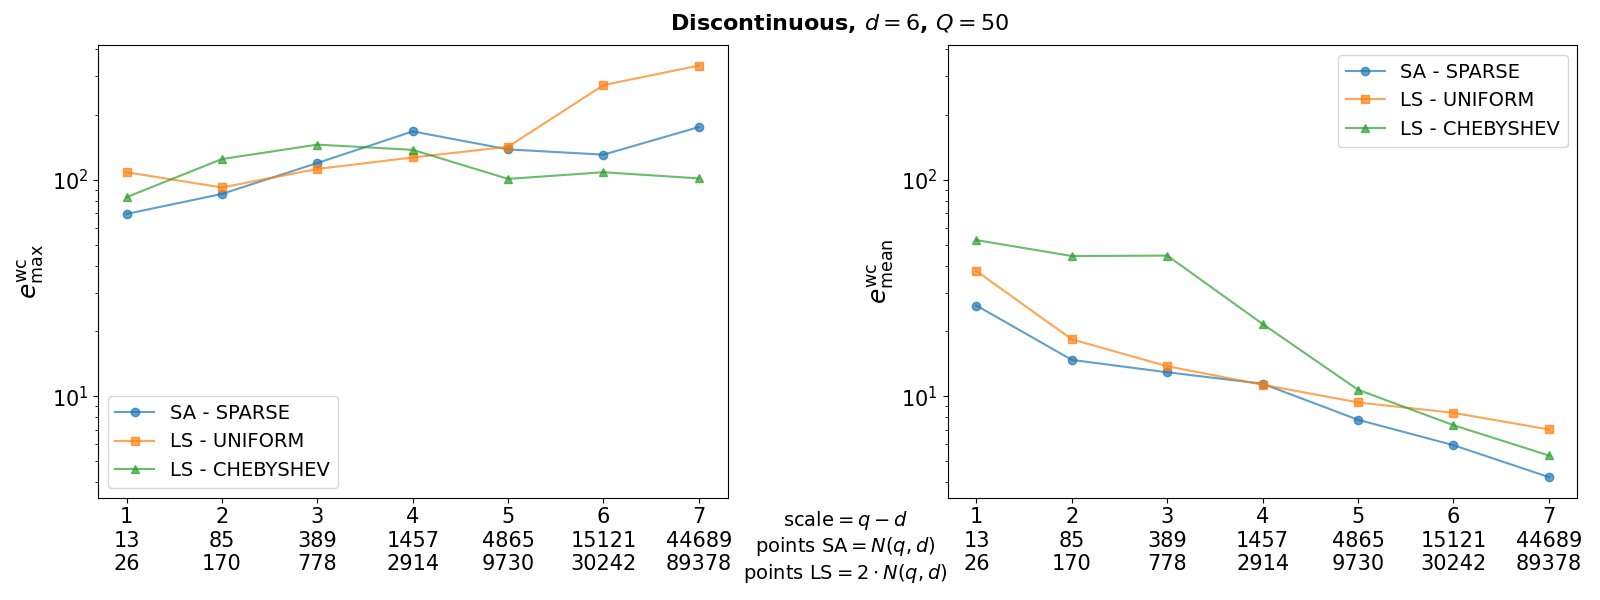 Discontinuous, d = 6, Q = 50
10²
10¹
e^wc_max
SA - SPARSE
LS - UNIFORM
LS - CHEBYSHEV
1 2 3 4 5 6 7
13 85 389 1457 4865 15121 44689
26 170 778 2914 9730 30242 89378
scale = q − d
points SA = N(q, d)
points LS = 2 · N(q, d)
10²
10¹
e^wc_mean
SA - SPARSE
LS - UNIFORM
LS - CHEBYSHEV
1 2 3 4 5 6 7
13 85 389 1457 4865 15121 44689
26 170 778 2914 9730 30242 89378